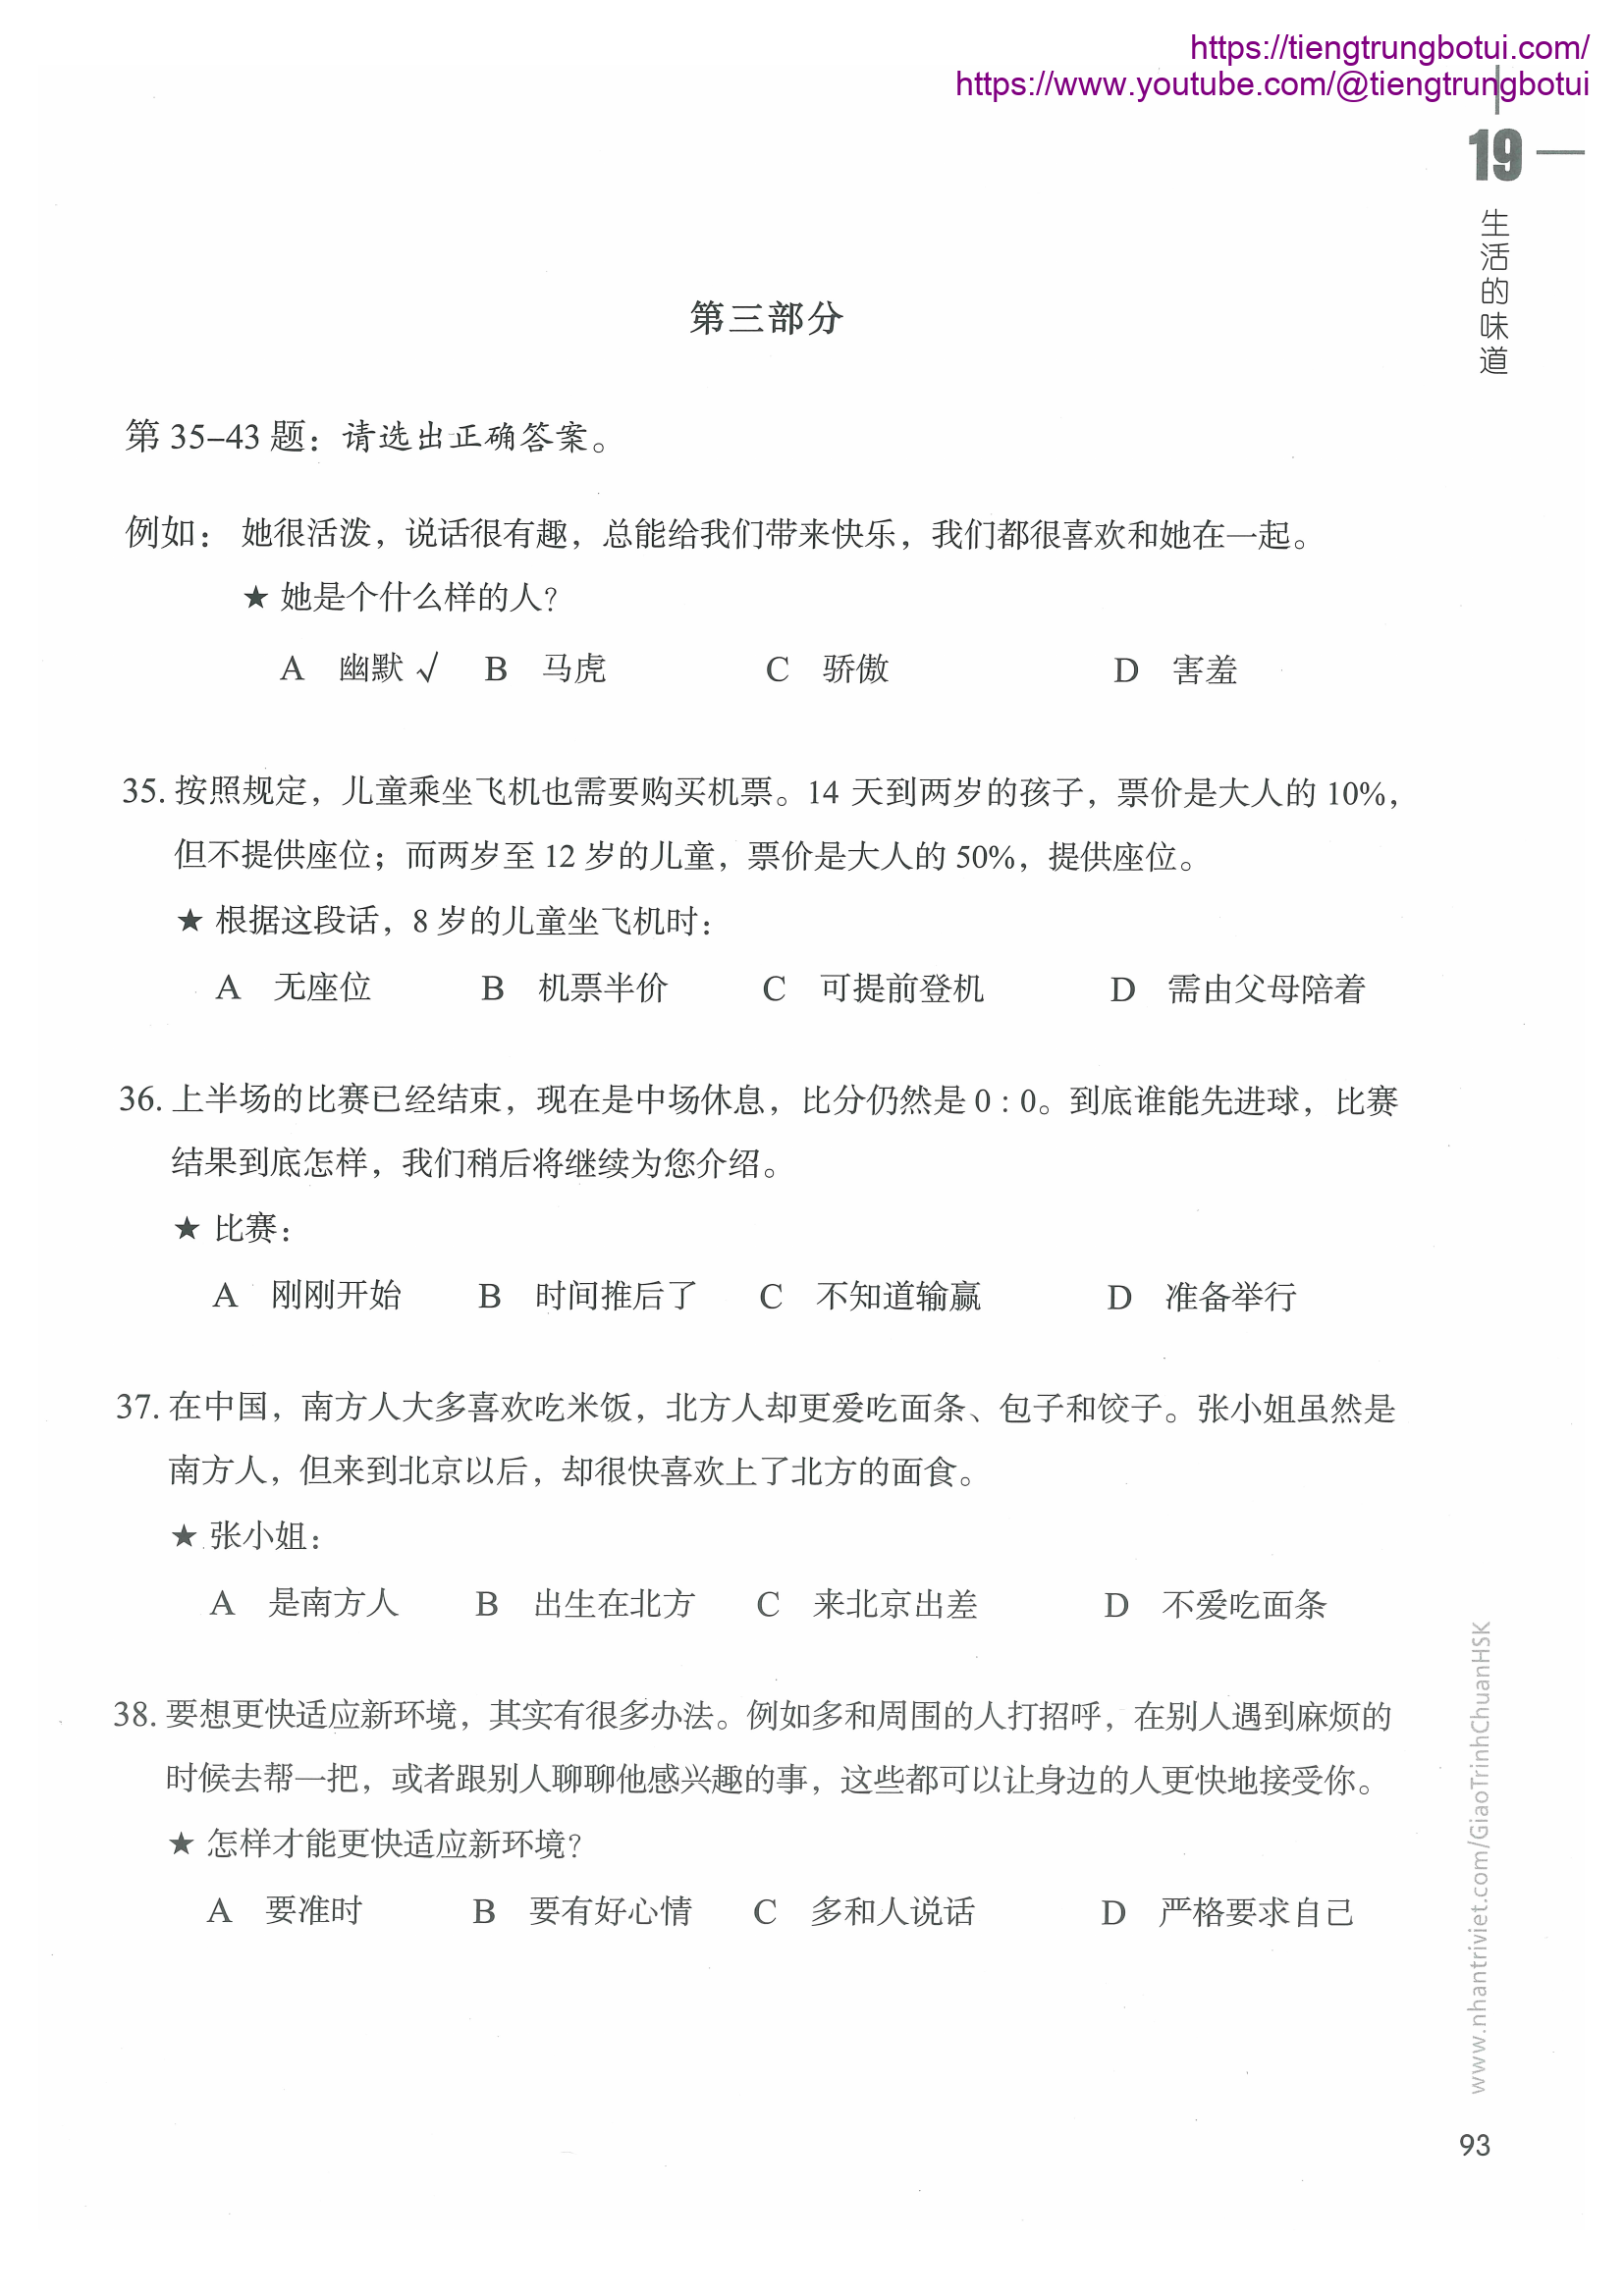 https://tiengtrungbotui.com/
https://www.youtube.com/@tiengtrungbotui
19
生活的味道
第三部分
第 35–43 题：请选出正确答案。
例如： 她很活泼，说话很有趣，总能给我们带来快乐，我们都很喜欢和她在一起。
★ 她是个什么样的人？
A 幽默 √ B 马虎 C 骄傲 D 害羞
35. 按照规定，儿童乘坐飞机也需要购买机票。14 天到两岁的孩子，票价是大人的 10%，
但不提供座位；而两岁至 12 岁的儿童，票价是大人的 50%，提供座位。
★ 根据这段话，8 岁的儿童坐飞机时：
A 无座位 B 机票半价 C 可提前登机 D 需由父母陪着
36. 上半场的比赛已经结束，现在是中场休息，比分仍然是 0 : 0。到底谁能先进球，比赛
结果到底怎样，我们稍后将继续为您介绍。
★ 比赛：
A 刚刚开始 B 时间推后了 C 不知道输赢 D 准备举行
37. 在中国，南方人大多喜欢吃米饭，北方人却更爱吃面条、包子和饺子。张小姐虽然是
南方人，但来到北京以后，却很快喜欢上了北方的面食。
★ 张小姐：
A 是南方人 B 出生在北方 C 来北京出差 D 不爱吃面条
38. 要想更快适应新环境，其实有很多办法。例如多和周围的人打招呼，在别人遇到麻烦的
时候去帮一把，或者跟别人聊聊他感兴趣的事，这些都可以让身边的人更快地接受你。
★ 怎样才能更快适应新环境？
A 要准时 B 要有好心情 C 多和人说话 D 严格要求自己
www.nhantriviet.com/GiaoTrinhChuanHSK
93